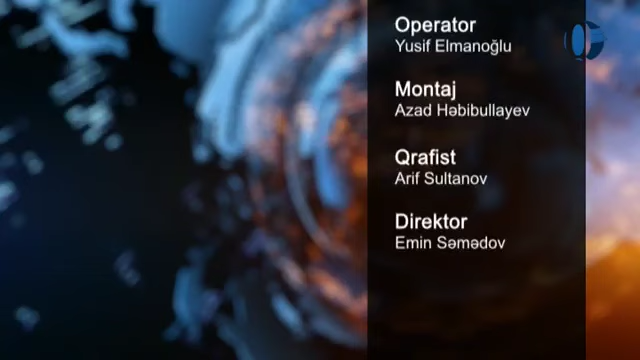 Operator
Yusif Elmanoğlu
Montaj
Azad Həbibullayev
Qrafist
Arif Sultanov
Direktor
Emin Səmədov